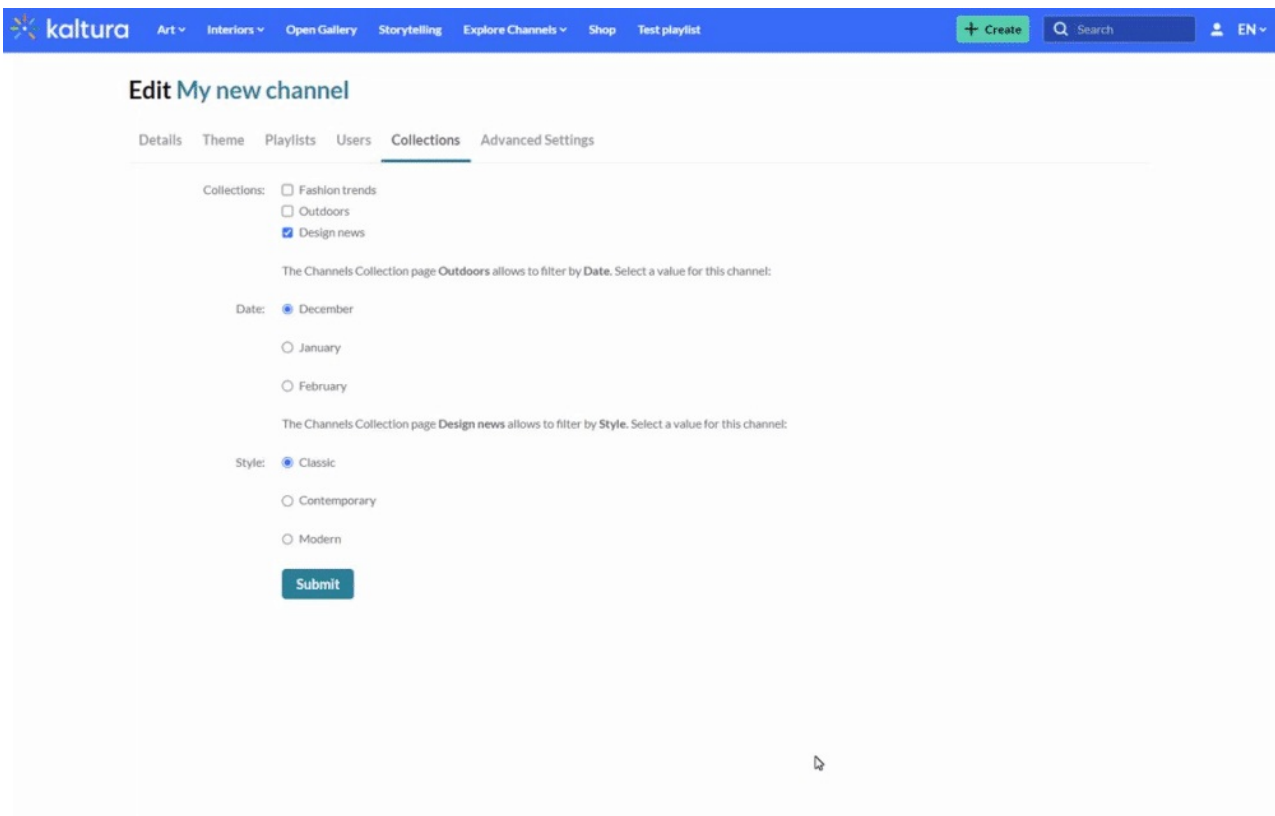 kaltura Art Interiors Open Gallery Storytelling Explore Channels Shop Test playlist + Create Search EN
Edit My new channel
Details Theme Playlists Users Collections Advanced Settings
Collections: Fashion trends
Outdoors
Design news
The Channels Collection page Outdoors allows to filter by Date. Select a value for this channel:
Date: December
January
February
The Channels Collection page Design news allows to filter by Style. Select a value for this channel:
Style: Classic
Contemporary
Modern
Submit